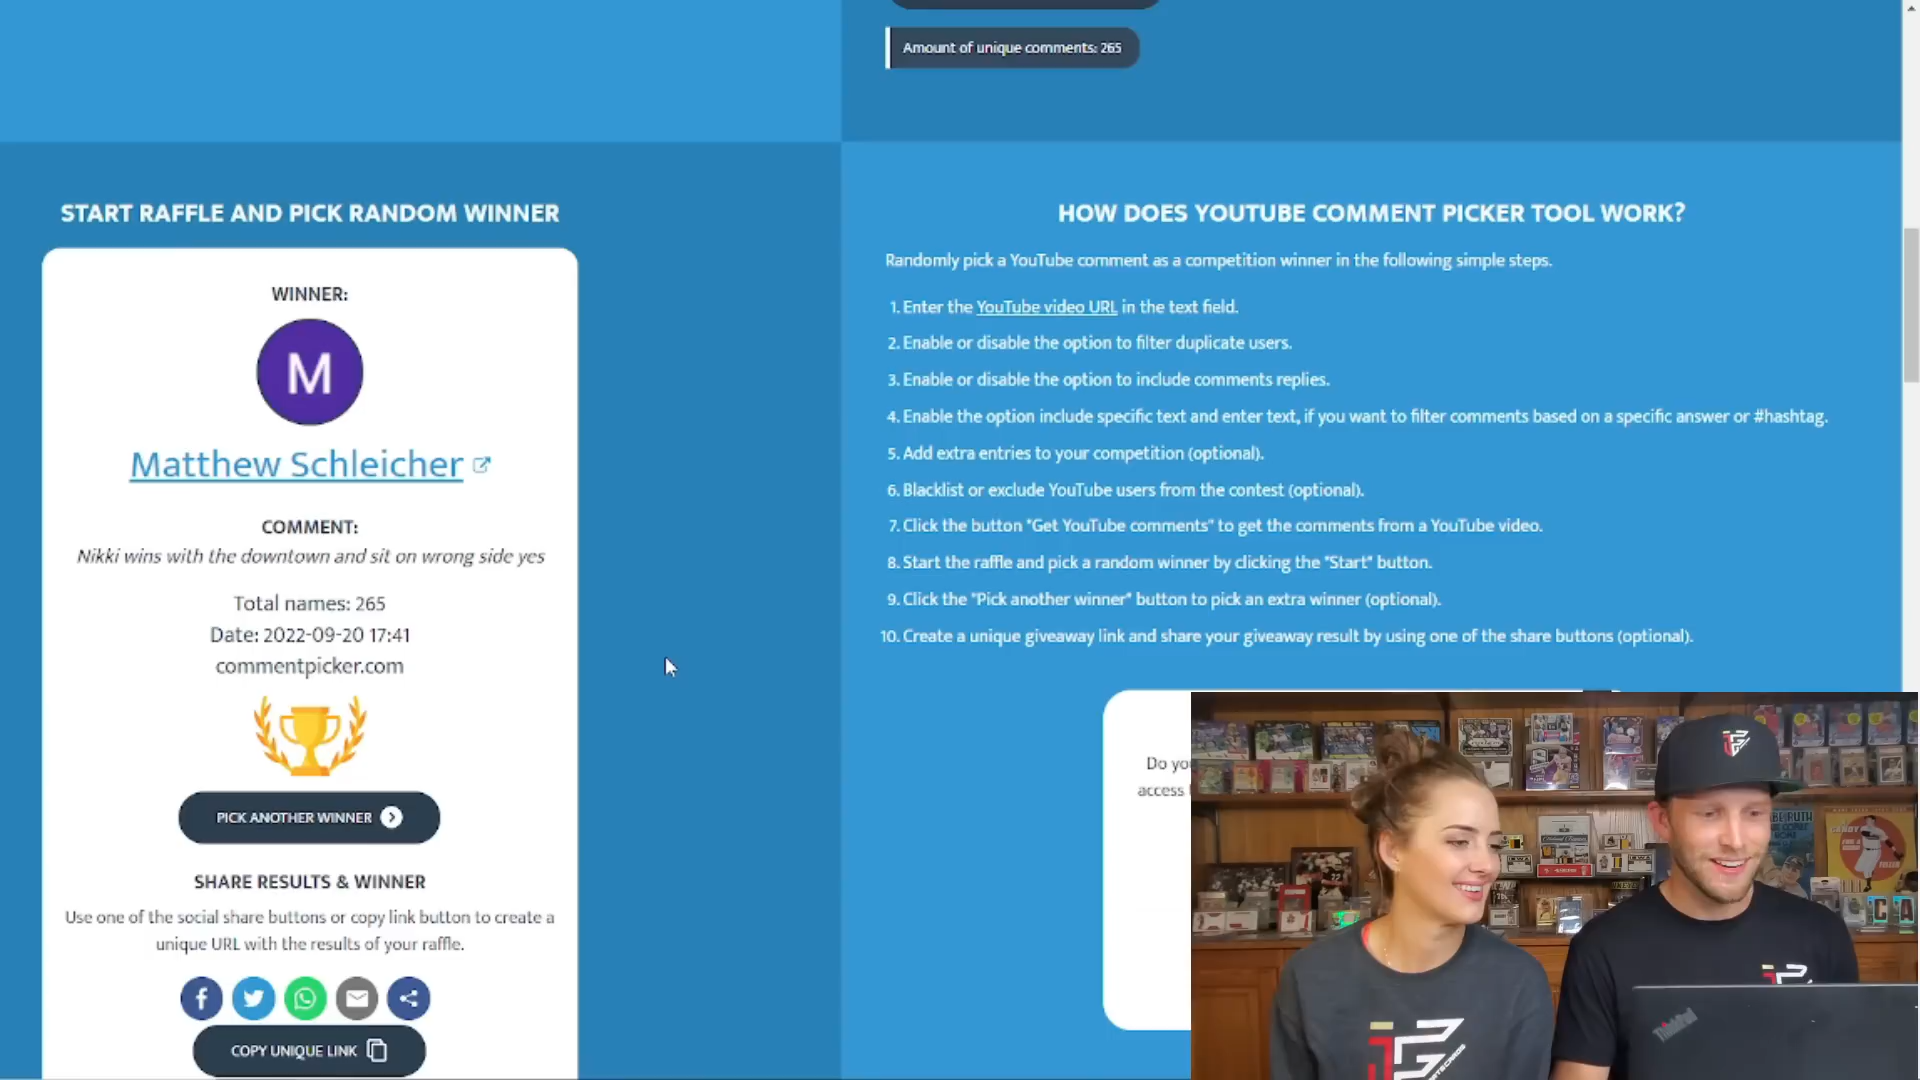 Amount of unique comments: 265
START RAFFLE AND PICK RANDOM WINNER
WINNER:
M
Matthew Schleicher
COMMENT:
Nikki wins with the downtown and sit on wrong side yes
Total names: 265
Date: 2022-09-20 17:41
commentpicker.com
PICK ANOTHER WINNER
SHARE RESULTS & WINNER
Use one of the social share buttons or copy link button to create a
unique URL with the results of your raffle.
COPY UNIQUE LINK
HOW DOES YOUTUBE COMMENT PICKER TOOL WORK?
Randomly pick a YouTube comment as a competition winner in the following simple steps.
1. Enter the YouTube video URL in the text field.
2. Enable or disable the option to filter duplicate users.
3. Enable or disable the option to include comments replies.
4. Enable the option include specific text and enter text, if you want to filter comments based on a specific answer or #hashtag.
5. Add extra entries to your competition (optional).
6. Blacklist or exclude YouTube users from the contest (optional).
7. Click the button "Get YouTube comments" to get the comments from a YouTube video.
8. Start the raffle and pick a random winner by clicking the "Start" button.
9. Click the "Pick another winner" button to pick an extra winner (optional).
10. Create a unique giveaway link and share your giveaway result by using one of the share buttons (optional).
Do
access
ThinkPad